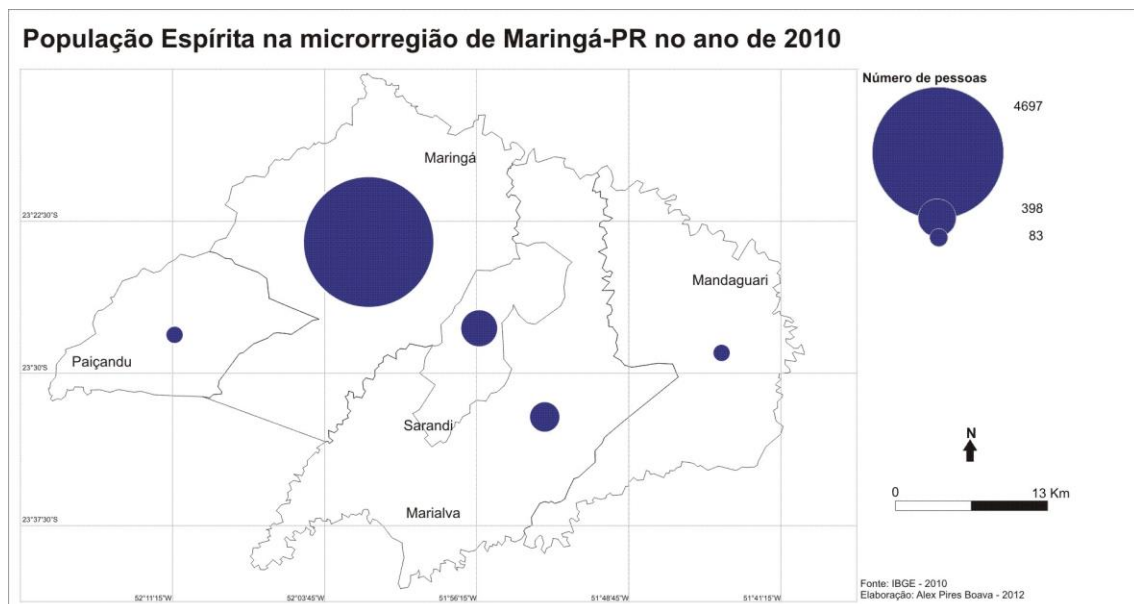 População Espírita na microrregião de Maringá-PR no ano de 2010
Número de pessoas
4697
398
83
Maringá
23°22'30"S
Mandaguari
Paiçandu
23°30'S
Sarandi
N
0 13 Km
Marialva
23°37'30"S
52°11'15"W 52°03'45"W 51°56'15"W 51°48'45"W 51°41'15"W
Fonte: IBGE - 2010
Elaboração: Alex Pires Boava - 2012